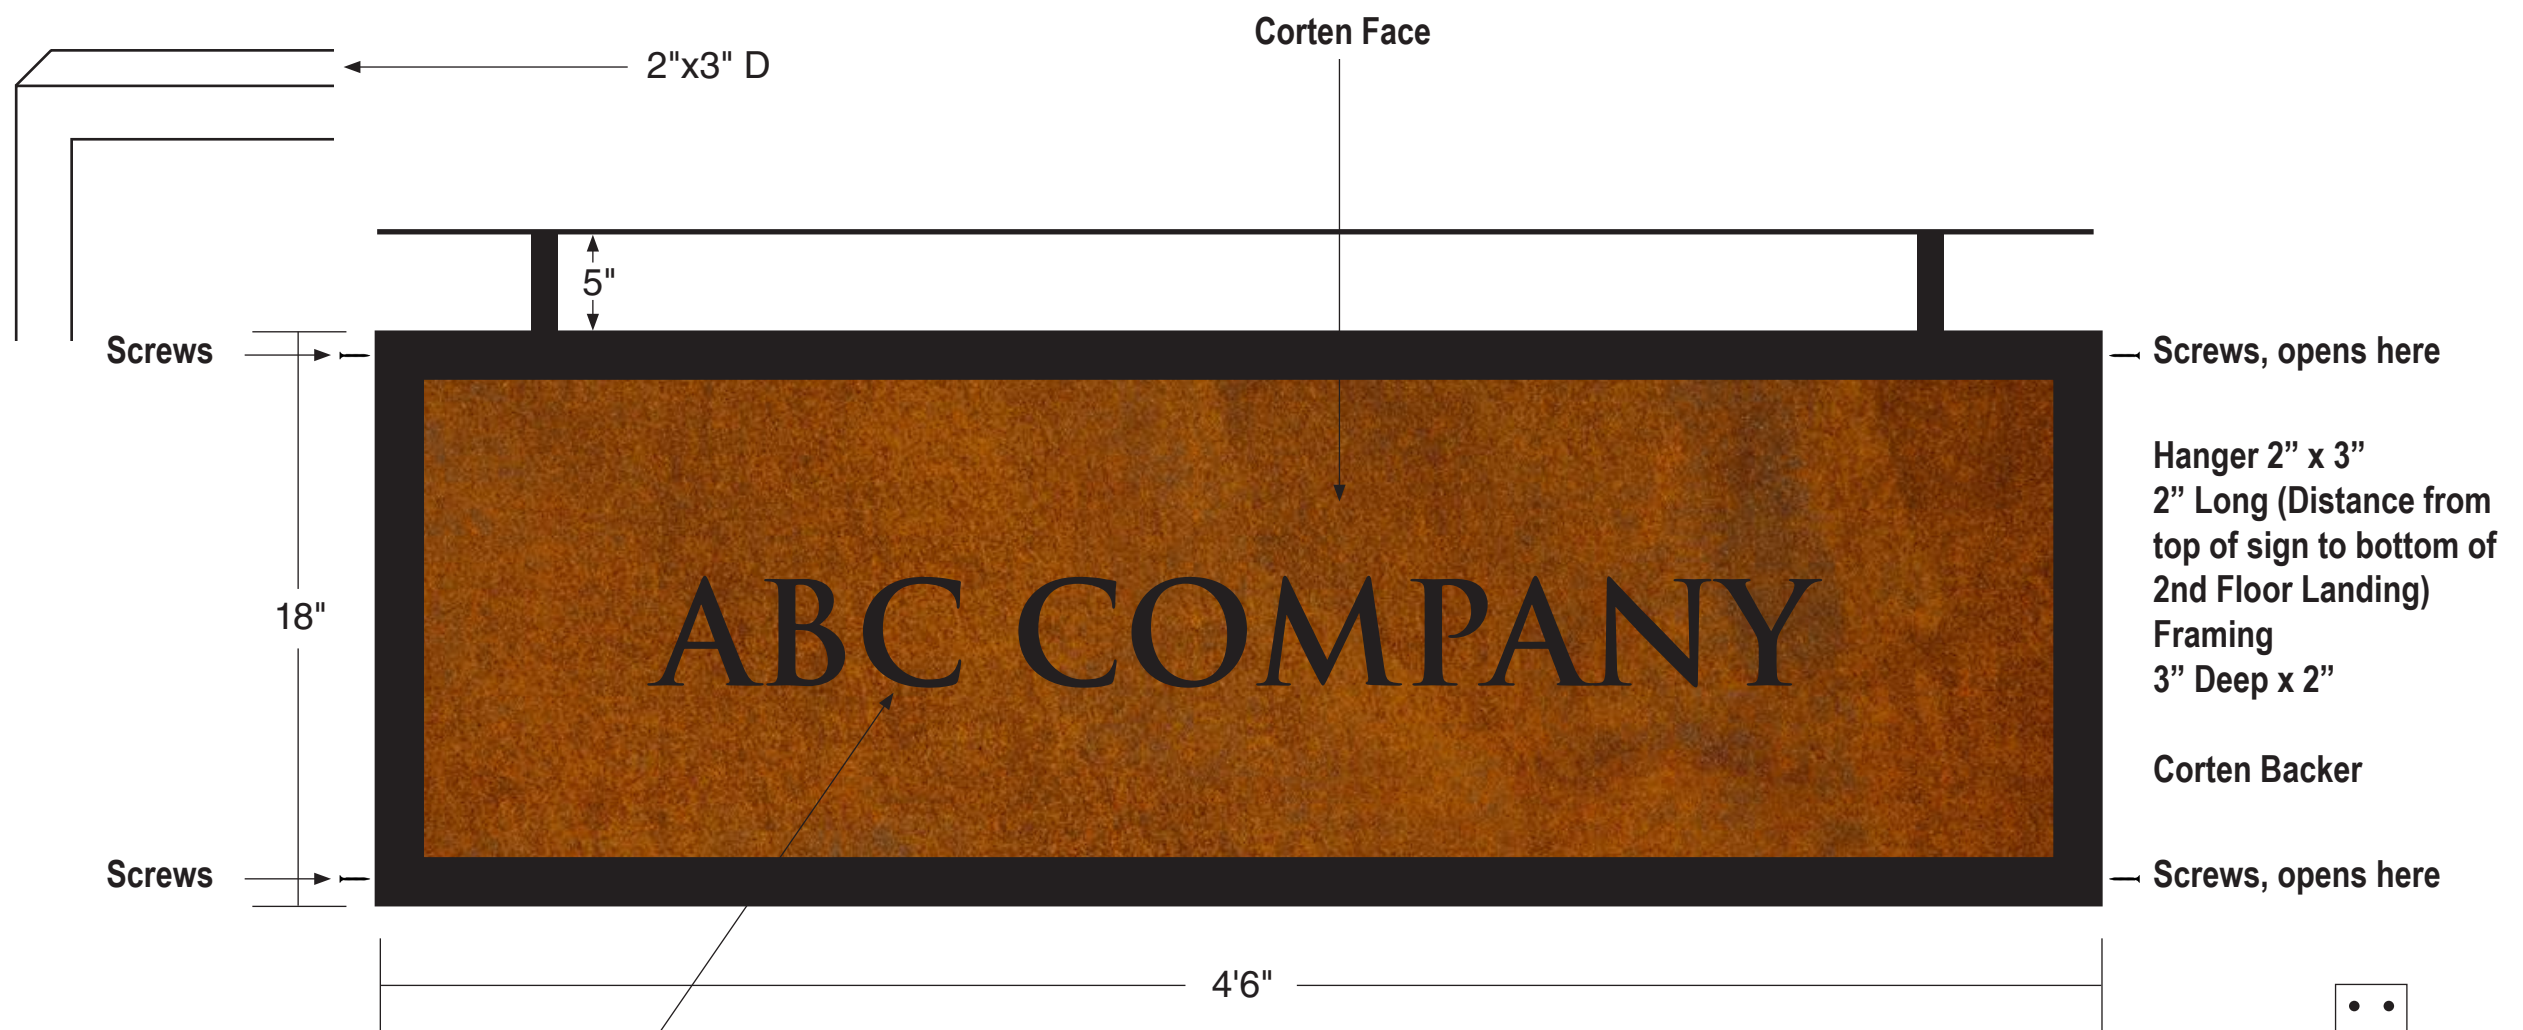 Corten Face
2"x3" D
5"
Screws
Screws, opens here
Hanger 2” x 3”
2” Long (Distance from
top of sign to bottom of
2nd Floor Landing)
Framing
3” Deep x 2”
18"
ABC COMPANY
Corten Backer
Screws
Screws, opens here
4'6"